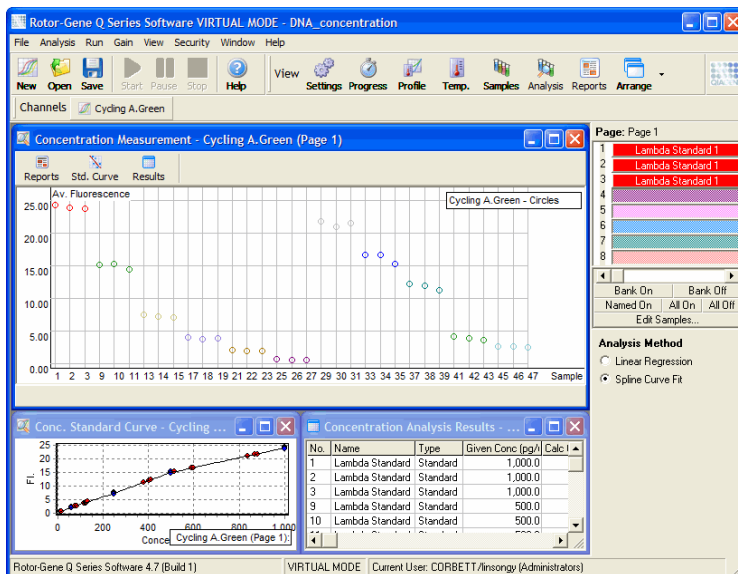 Rotor-Gene Q Series Software VIRTUAL MODE - DNA_concentration
File Analysis Run Gain View Security Window Help
New Open Save Start Pause Stop Help View Settings Progress Profile Temp. Samples Analysis Reports Arrange
Channels Cycling A.Green
Concentration Measurement - Cycling A.Green (Page 1)
Reports Std. Curve Results
Av. Fluorescence
Cycling A.Green - Circles
25.00
20.00
15.00
10.00
5.00
0.00
1 2 3 9 10 11 13 14 15 17 18 19 21 22 23 25 26 27 29 30 31 33 34 35 37 38 39 41 42 43 45 46 47 Sample
Page: Page 1
1 Lambda Standard 1
2 Lambda Standard 1
3 Lambda Standard 1
4
5
6
7
8
Bank On Bank Off
Named On All On All Off
Edit Samples...
Analysis Method
Linear Regression
Spline Curve Fit
Conc. Standard Curve - Cycling ...
25
20
15
10
5
0
Fl.
0 200 400 600 800 1,000
Conce
Cycling A.Green (Page 1):
Concentration Analysis Results - ...
No. Name Type Given Conc (pg/ Calc
1 Lambda Standard Standard 1,000.0
2 Lambda Standard Standard 1,000.0
3 Lambda Standard Standard 1,000.0
9 Lambda Standard Standard 500.0
10 Lambda Standard Standard 500.0
Rotor-Gene Q Series Software 4.7 (Build 1) VIRTUAL MODE Current User: CORBETT/linsongy (Administrators)